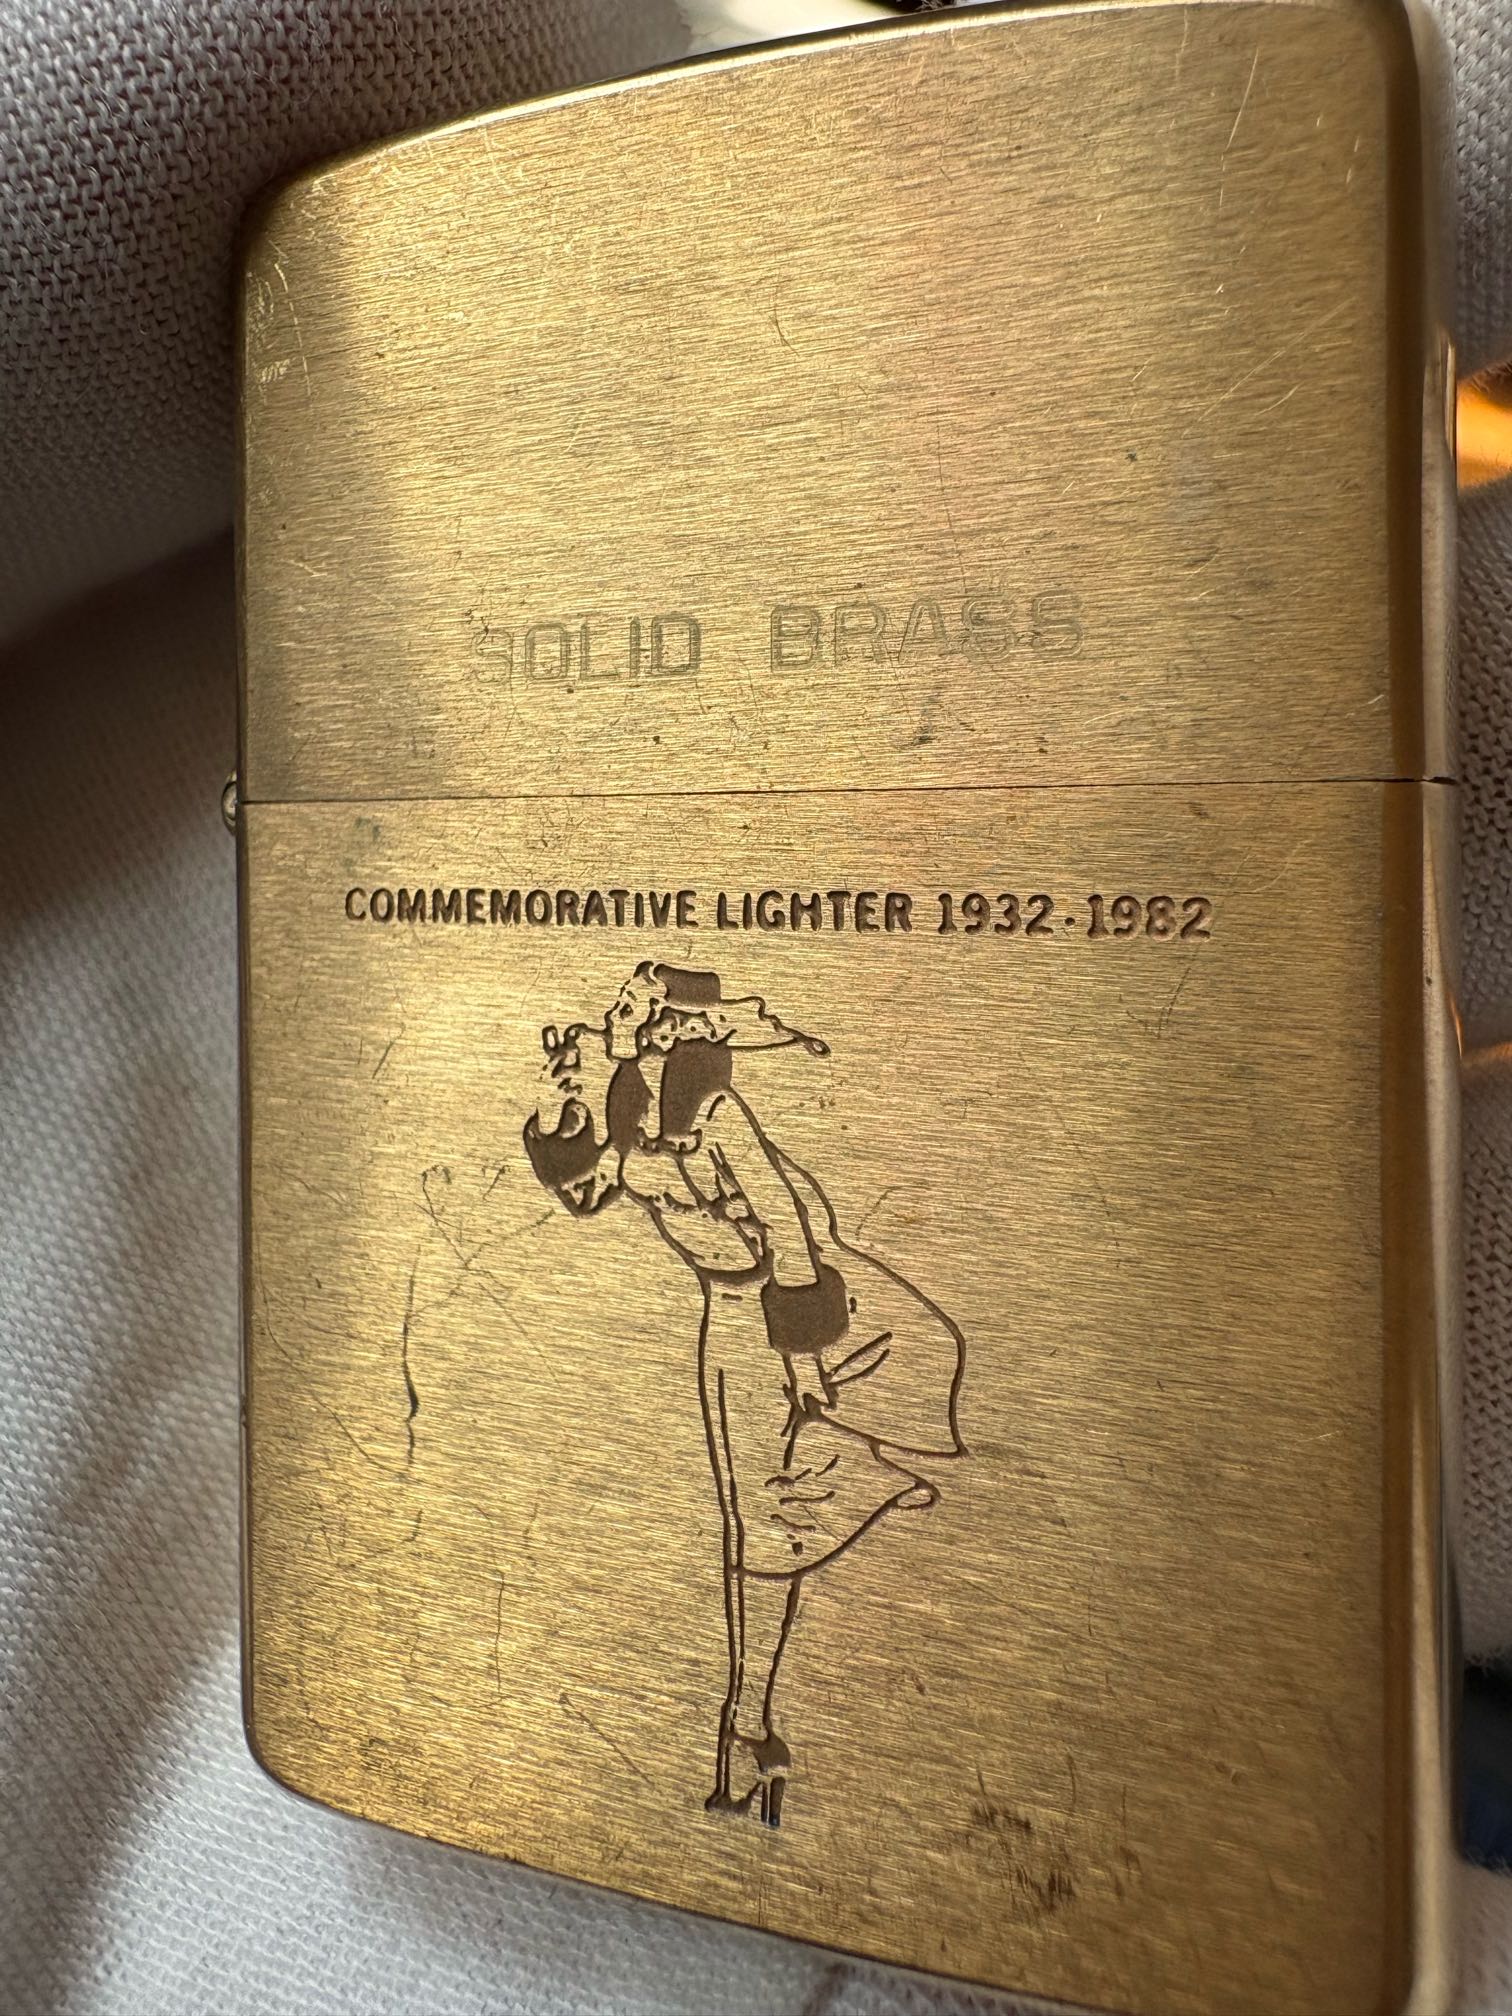 SOLID BRASS
COMMEMORATIVE LIGHTER 1932·1982